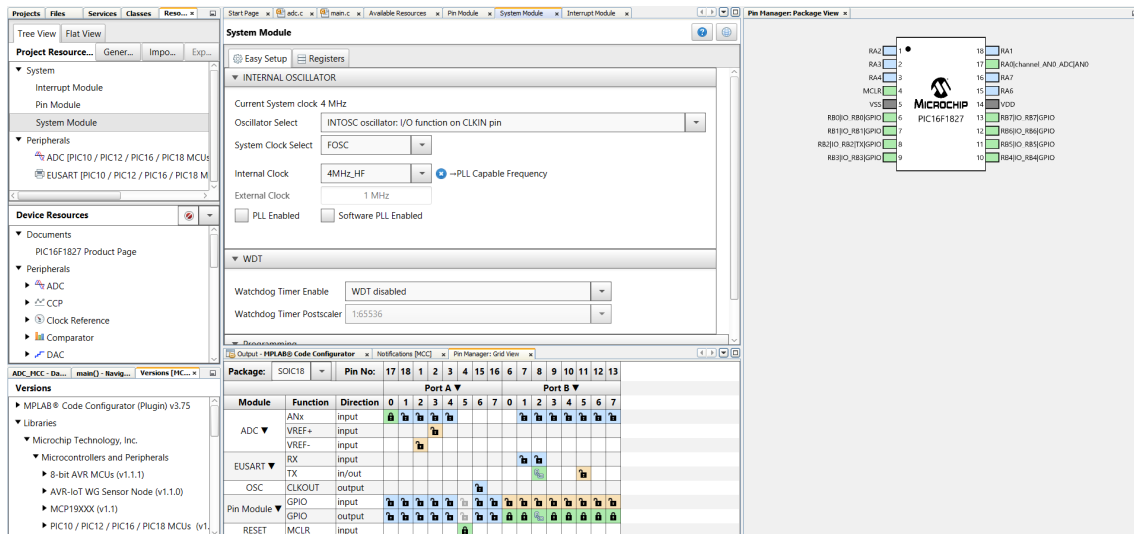 Projects Files Services Classes Reso... ×
Tree View Flat View
Project Resource... Gener... Impo... Exp...
▼ System
Interrupt Module
Pin Module
System Module
▼ Peripherals
ADC [PIC10 / PIC12 / PIC16 / PIC18 MCUs
EUSART [PIC10 / PIC12 / PIC16 / PIC18 M
Device Resources
▼ Documents
PIC16F1827 Product Page
▼ Peripherals
ADC
CCP
Clock Reference
Comparator
DAC
ADC_MCC - Da... main() - Navig... Versions [MC... ×
Versions
MPLAB® Code Configurator (Plugin) v3.75
▼ Libraries
▼ Microchip Technology, Inc.
▼ Microcontrollers and Peripherals
8-bit AVR MCUs (v1.1.1)
AVR-IoT WG Sensor Node (v1.1.0)
MCP19XXX (v1.1)
PIC10 / PIC12 / PIC16 / PIC18 MCUs (v1.
Start Page × adc.c × main.c × Available Resources × Pin Module × System Module × Interrupt Module ×
System Module
Easy Setup Registers
▼ INTERNAL OSCILLATOR
Current System clock 4 MHz
Oscillator Select INTOSC oscillator: I/O function on CLKIN pin
System Clock Select FOSC
Internal Clock 4MHz_HF →PLL Capable Frequency
External Clock 1 MHz
PLL Enabled Software PLL Enabled
▼ WDT
Watchdog Timer Enable WDT disabled
Watchdog Timer Postscaler 1:65536
▼ Programming
Output - MPLAB® Code Configurator × Notifications [MCC] × Pin Manager: Grid View ×
Package: SOIC18 Pin No: 17 18 1 2 3 4 15 16 6 7 8 9 10 11 12 13
Port A ▼ Port B ▼
Module Function Direction 0 1 2 3 4 5 6 7 0 1 2 3 4 5 6 7
ADC ▼ ANx input
VREF+ input
VREF- input
EUSART ▼ RX input
TX in/out
OSC CLKOUT output
Pin Module ▼ GPIO input
GPIO output
RESET MCLR input
Pin Manager: Package View ×
RA2 1 18 RA1
RA3 2 17 RA0|channel_AN0_ADC|AN0
RA4 3 16 RA7
MCLR 4 15 RA6
VSS 5 MICROCHIP 14 VDD
RB0|IO_RB0|GPIO 6 PIC16F1827 13 RB7|IO_RB7|GPIO
RB1|IO_RB1|GPIO 7 12 RB6|IO_RB6|GPIO
RB2|IO_RB2|TX|GPIO 8 11 RB5|IO_RB5|GPIO
RB3|IO_RB3|GPIO 9 10 RB4|IO_RB4|GPIO